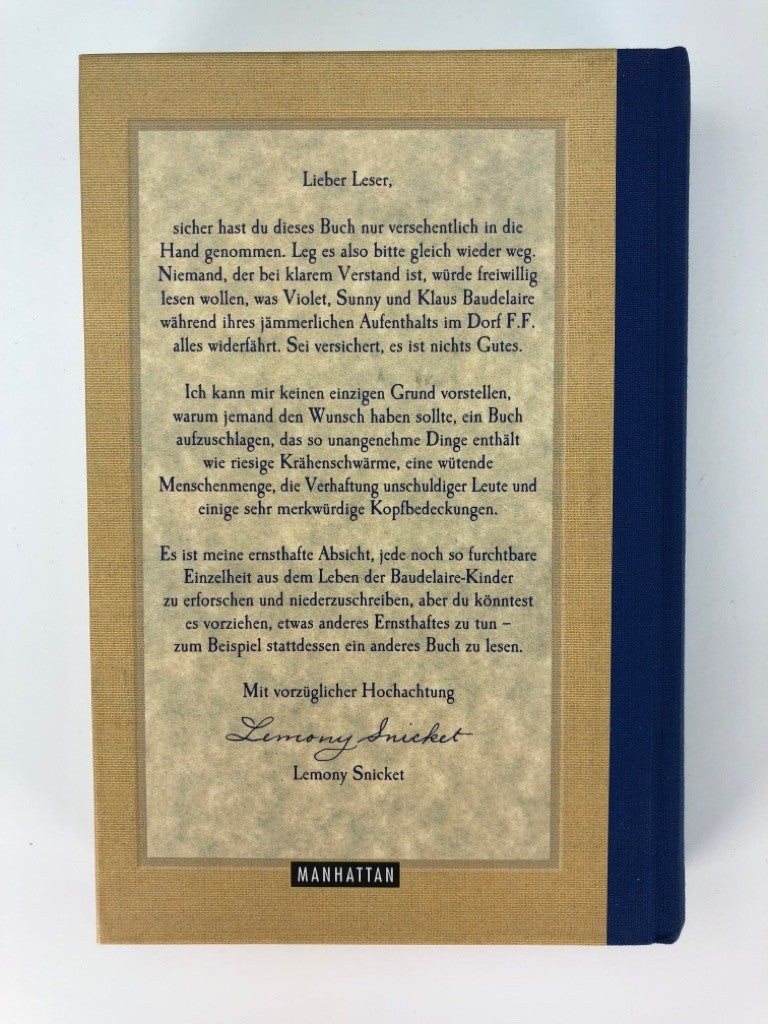 Lieber Leser,
sicher hast du dieses Buch nur versehentlich in die
Hand genommen. Leg es also bitte gleich wieder weg.
Niemand, der bei klarem Verstand ist, würde freiwillig
lesen wollen, was Violet, Sunny und Klaus Baudelaire
während ihres jämmerlichen Aufenthalts im Dorf F.F.
alles widerfährt. Sei versichert, es ist nichts Gutes.
Ich kann mir keinen einzigen Grund vorstellen,
warum jemand den Wunsch haben sollte, ein Buch
aufzuschlagen, das so unangenehme Dinge enthält
wie riesige Krähenschwärme, eine wütende
Menschenmenge, die Verhaftung unschuldiger Leute und
einige sehr merkwürdige Kopfbedeckungen.
Es ist meine ernsthafte Absicht, jede noch so furchtbare
Einzelheit aus dem Leben der Baudelaire-Kinder
zu erforschen und niederzuschreiben, aber du könntest
es vorziehen, etwas anderes Ernsthaftes zu tun –
zum Beispiel stattdessen ein anderes Buch zu lesen.
Mit vorzüglicher Hochachtung
Lemony Snicket
Lemony Snicket
MANHATTAN